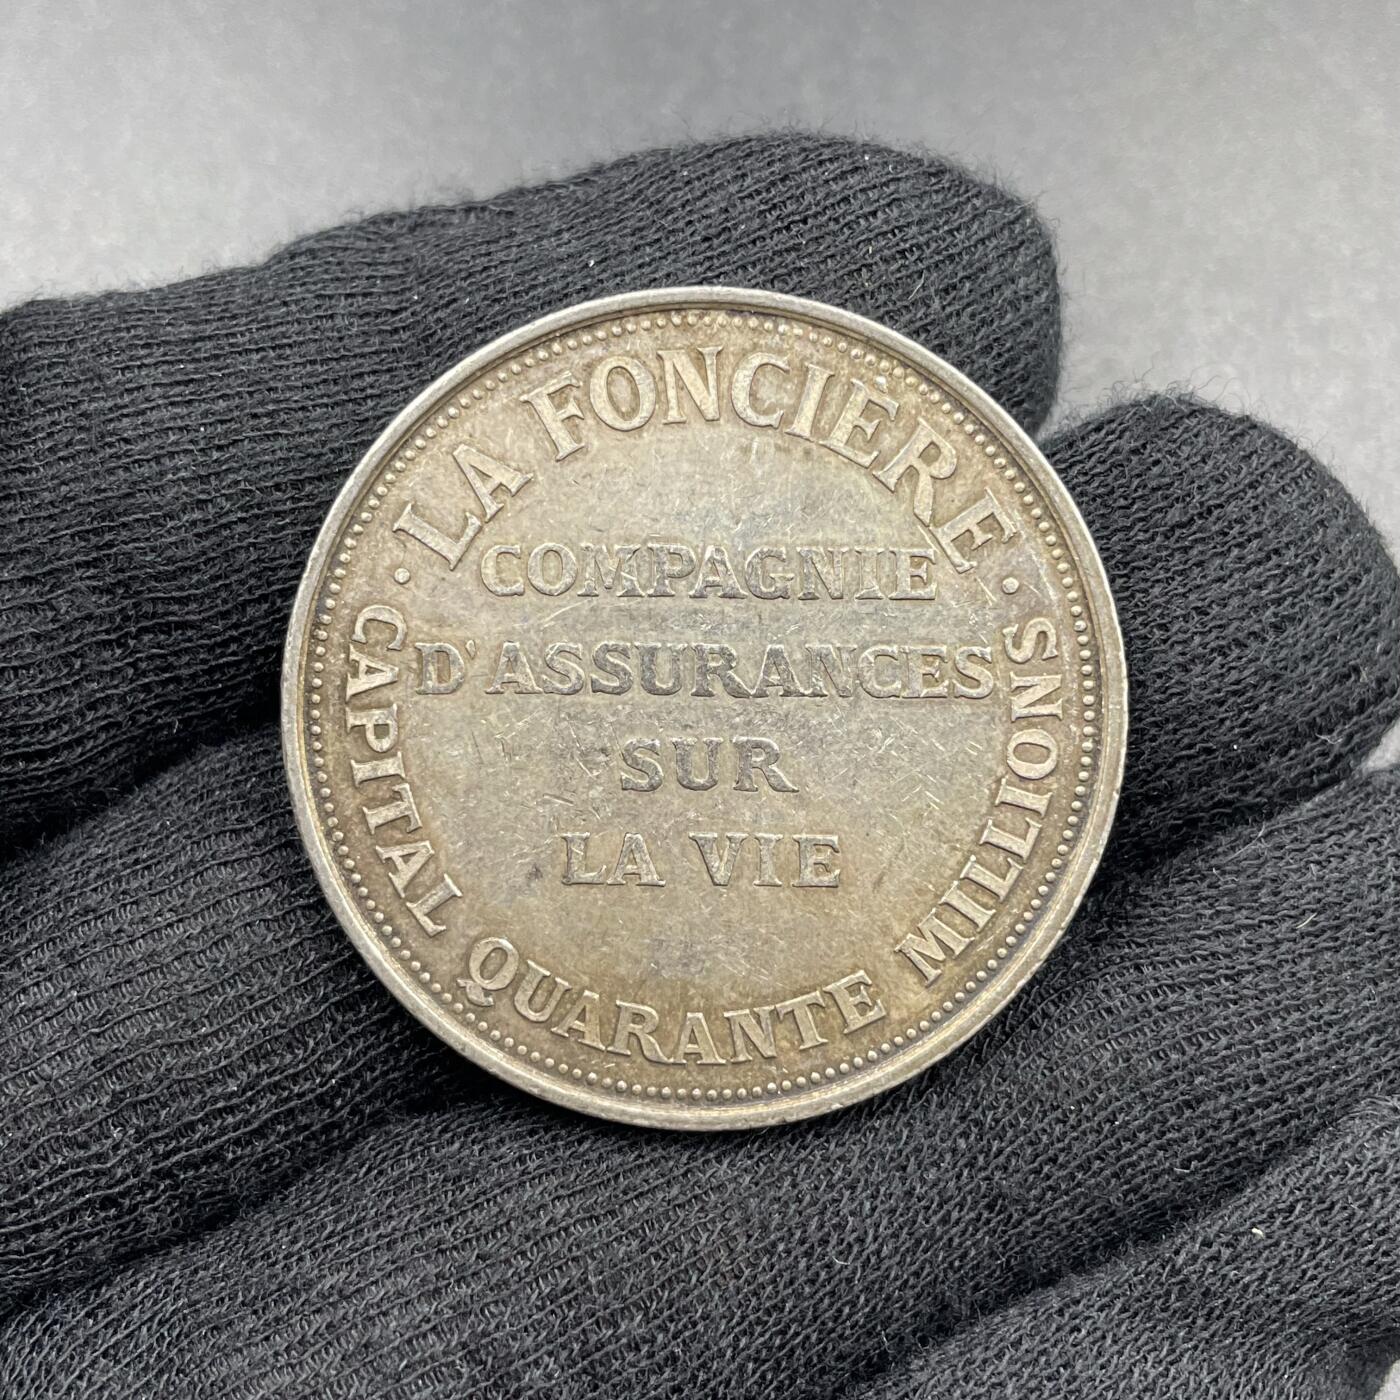 · LA FONCIÈRE ·
COMPAGNIE
D'ASSURANCES
SUR
LA VIE
CAPITAL QUARANTE MILLIONS